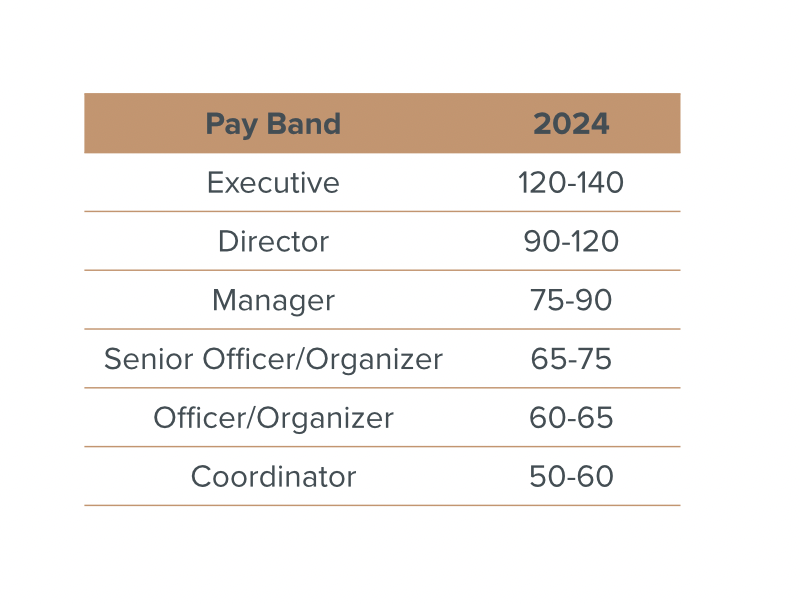 Pay Band 2024
Executive 120-140
Director 90-120
Manager 75-90
Senior Officer/Organizer 65-75
Officer/Organizer 60-65
Coordinator 50-60